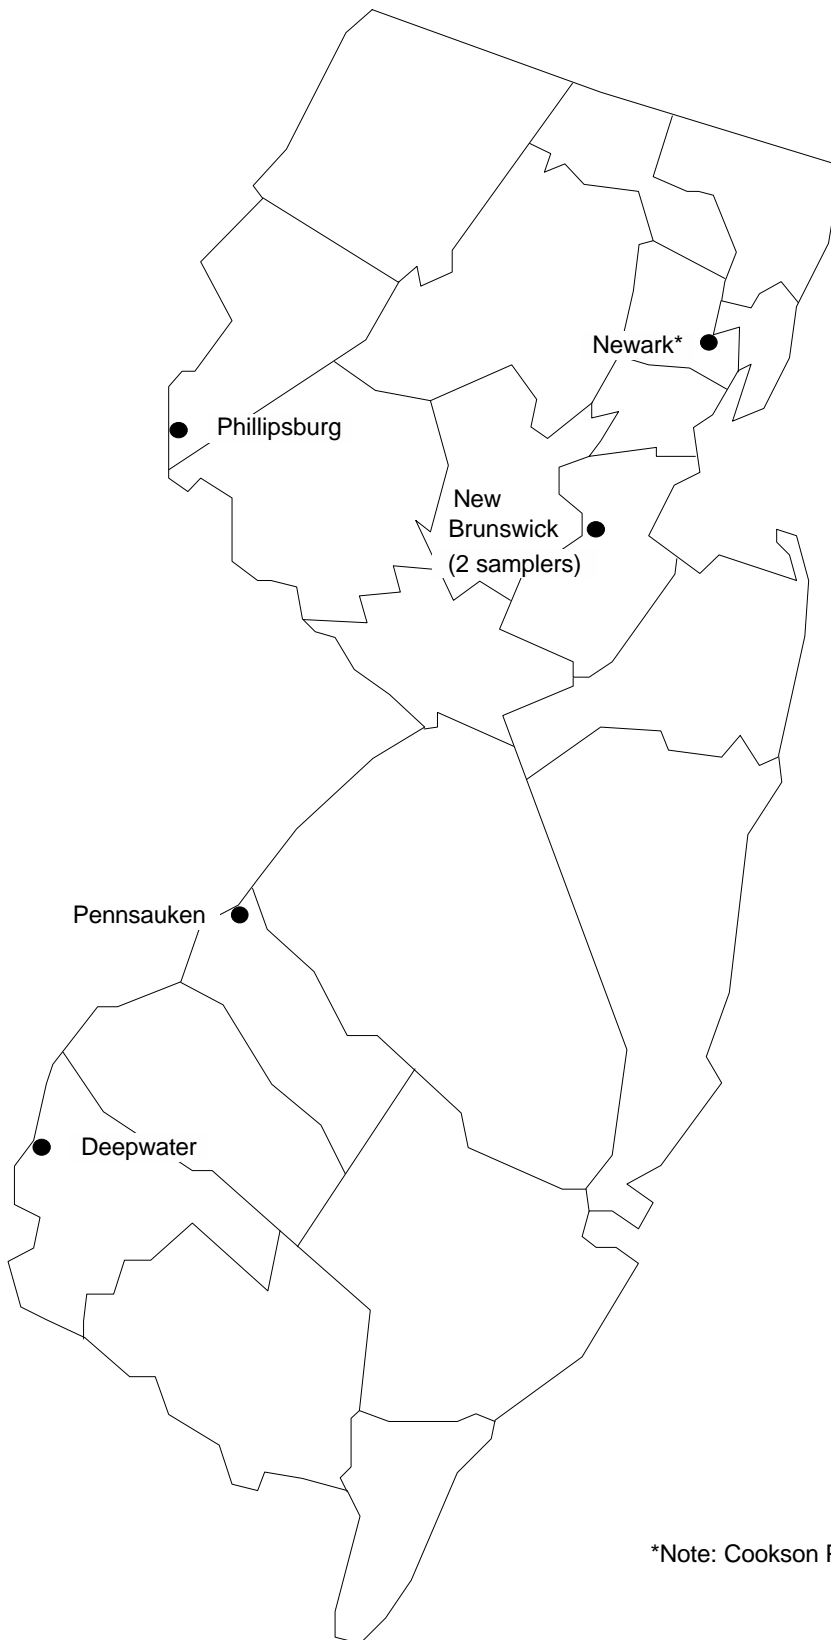 Newark*
Phillipsburg
New
Brunswick
(2 samplers)
Pennsauken
Deepwater
*Note: Cookson